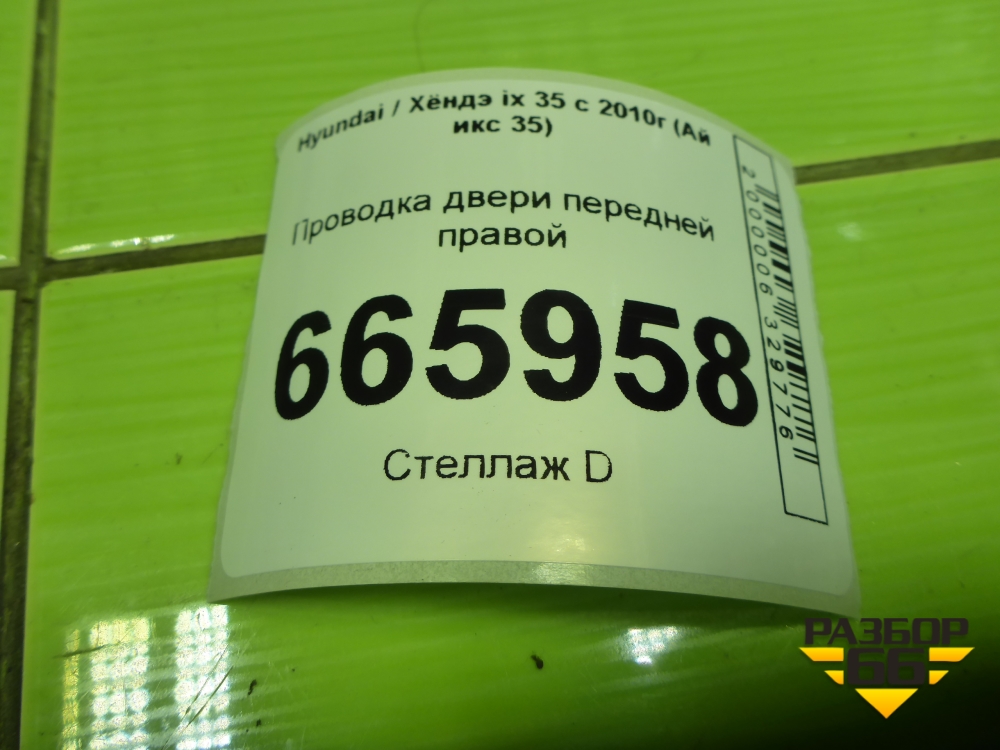 Hyundai / Хёндэ ix 35 с 2010г (Ай
икс 35)
Проводка двери передней
правой
665958
Стеллаж D
2000006329776
РАЗБОР
66